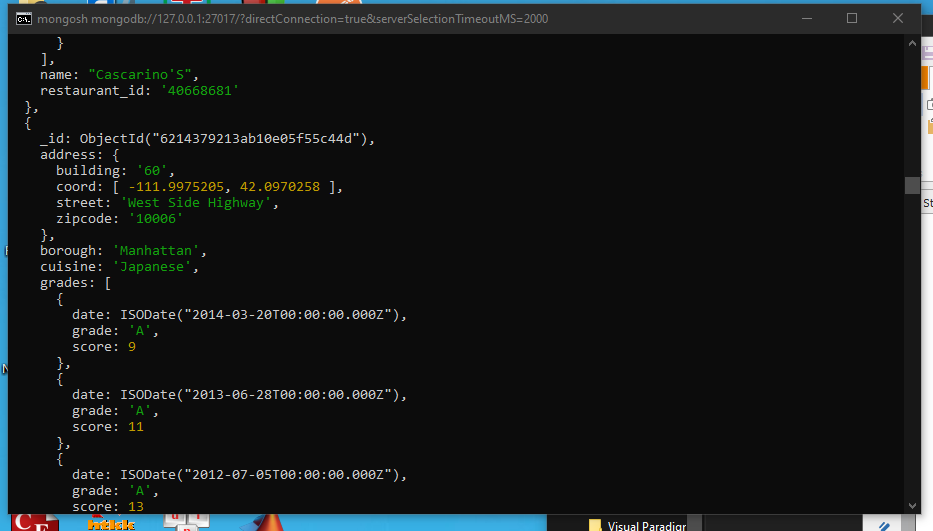 mongosh mongodb://127.0.0.1:27017/?directConnection=true&serverSelectionTimeoutMS=2000
}
],
name: "Cascarino'S",
restaurant_id: '40668681'
},
{
_id: ObjectId("6214379213ab10e05f55c44d"),
address: {
building: '60',
coord: [ -111.9975205, 42.0970258 ],
street: 'West Side Highway',
zipcode: '10006'
},
borough: 'Manhattan',
cuisine: 'Japanese',
grades: [
{
date: ISODate("2014-03-20T00:00:00.000Z"),
grade: 'A',
score: 9
},
{
date: ISODate("2013-06-28T00:00:00.000Z"),
grade: 'A',
score: 11
},
{
date: ISODate("2012-07-05T00:00:00.000Z"),
grade: 'A',
score: 13
St
Visual Paradigr